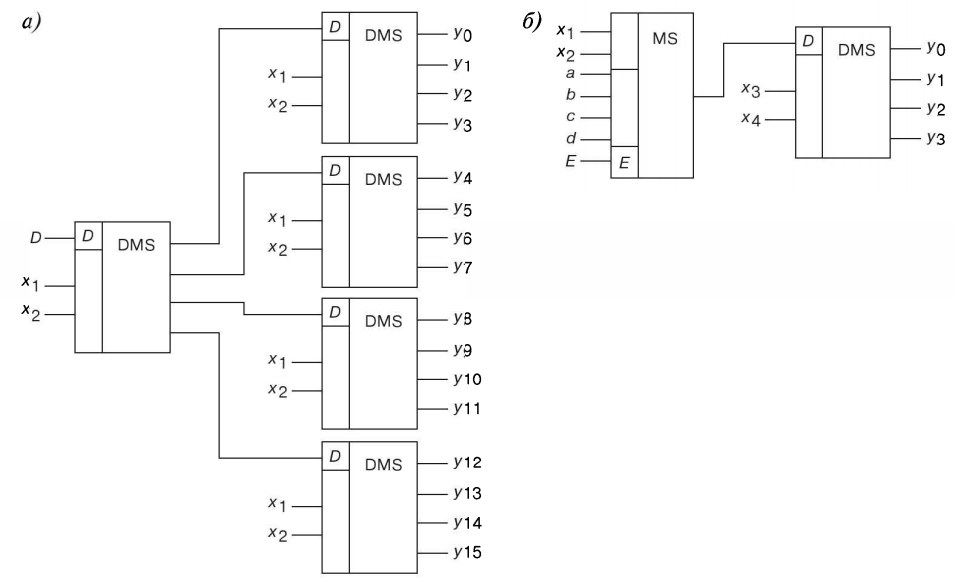 а)
D DMS y0
x1 y1
x2 y2
y3
D DMS y4
x1 y5
x2 y6
y7
D D DMS
x1
x2
D DMS y8
x1 y9
x2 y10
y11
D DMS y12
x1 y13
x2 y14
y15
б)
x1 MS
x2
a
b
c
d
E E
D DMS y0
x3 y1
x4 y2
y3